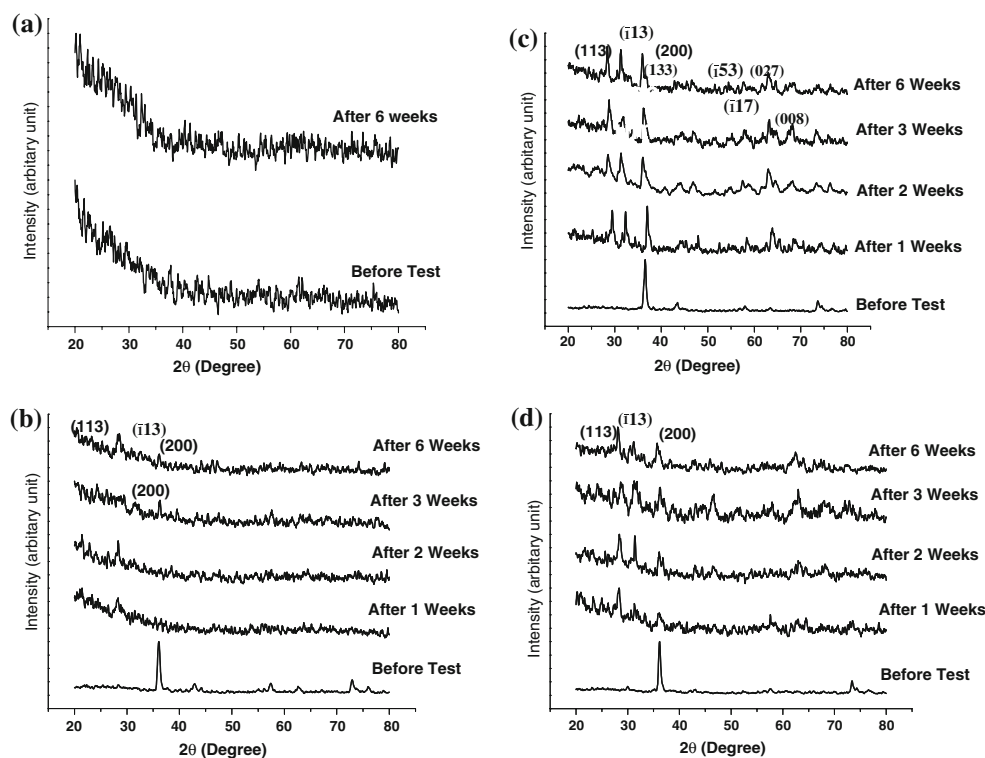 (a)
After 6 weeks
Before Test
Intensity (arbitary unit)
20 30 40 50 60 70 80
2θ (Degree)
(b)
(113) (ī13)
(200)
After 6 Weeks
(200)
After 3 Weeks
After 2 Weeks
After 1 Weeks
Before Test
Intensity (arbitary unit)
20 30 40 50 60 70 80
2θ (Degree)
(c)
(ī13)
(113) (200)
(133) (ī53) (027)
After 6 Weeks
(ī17)
(008)
After 3 Weeks
After 2 Weeks
After 1 Weeks
Before Test
Intensity (arbitary unit)
20 30 40 50 60 70 80
2θ (Degree)
(d)
(ī13)
(113) (200)
After 6 Weeks
After 3 Weeks
After 2 Weeks
After 1 Weeks
Before Test
Intensity (arbitary unit)
20 30 40 50 60 70 80
2θ (Degree)